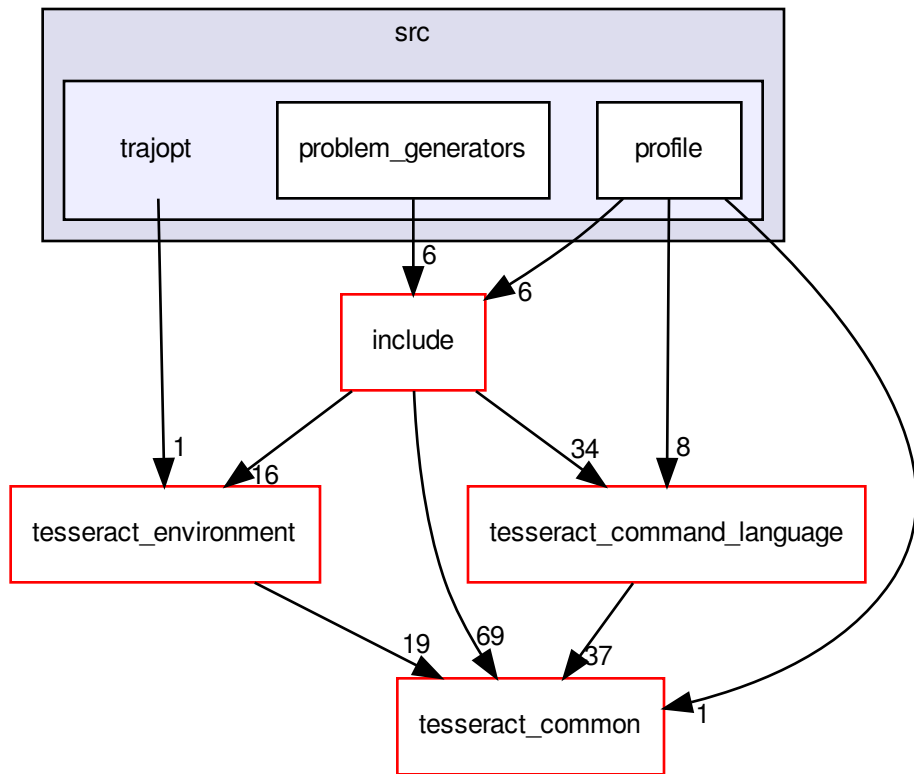 src
trajopt
problem_generators
profile
6
6
include
1
16
34
8
tesseract_environment
tesseract_command_language
19
69
37
tesseract_common
1